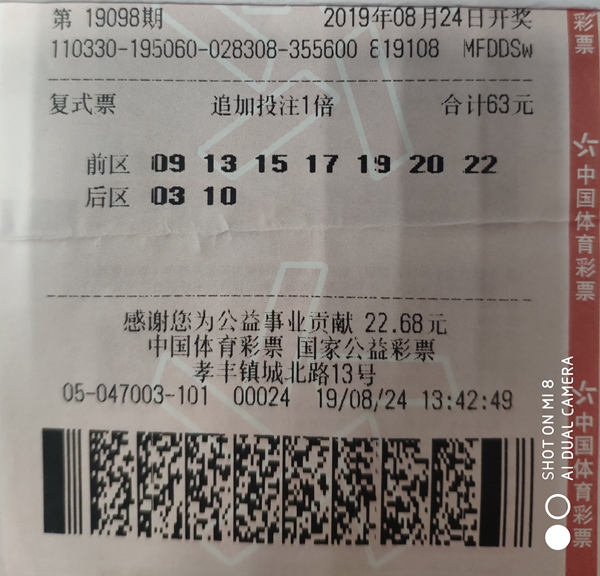 第 19098期 2019年08月24日开奖
110330-195060-028308-355600 819108 MFDDSW
复式票 追加投注1倍 合计63元
前区 09 13 15 17 19 20 22
后区 03 10
感谢您为公益事业贡献 22.68元
中国体育彩票 国家公益彩票
孝丰镇城北路13号
05-047003-101 00024 19/08/24 13:42:49
彩票
中国体育彩票
中国体育彩票
SHOT ON MI 8
AI DUAL CAMERA